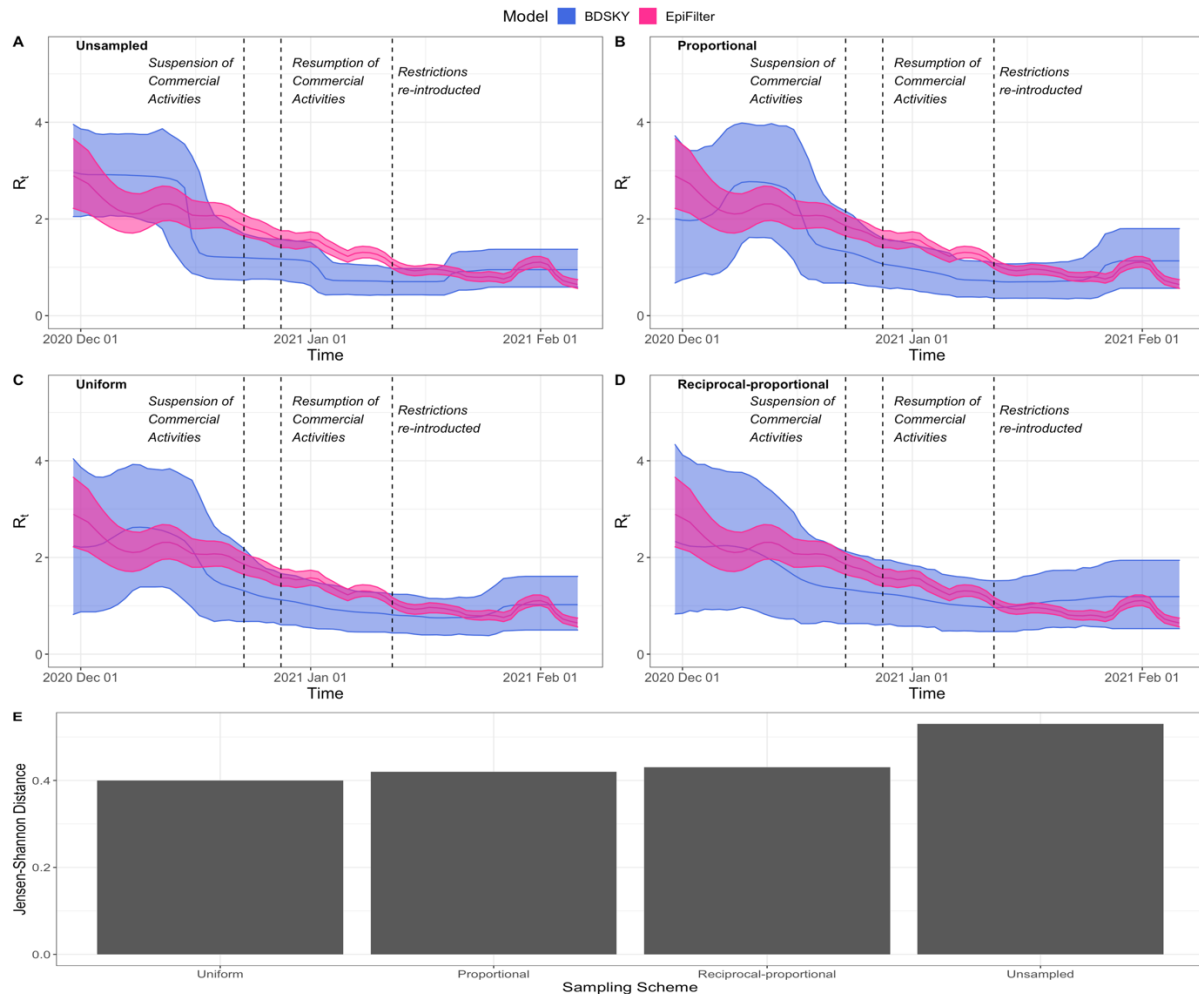 Model BDSKY EpiFilter
A
Unsampled
Suspension of
Commercial
Activities
Resumption of
Commercial
Activities
Restrictions
re-introduced
4
2
0
Rt
2020 Dec 01
2021 Jan 01
2021 Feb 01
Time
B
Proportional
Suspension of
Commercial
Activities
Resumption of
Commercial
Activities
Restrictions
re-introduced
4
2
0
Rt
2020 Dec 01
2021 Jan 01
2021 Feb 01
Time
C
Uniform
Suspension of
Commercial
Activities
Resumption of
Commercial
Activities
Restrictions
re-introduced
4
2
0
Rt
2020 Dec 01
2021 Jan 01
2021 Feb 01
Time
D
Reciprocal-proportional
Suspension of
Commercial
Activities
Resumption of
Commercial
Activities
Restrictions
re-introduced
4
2
0
Rt
2020 Dec 01
2021 Jan 01
2021 Feb 01
Time
E
Jensen-Shannon Distance
0.4
0.2
0.0
Uniform
Proportional
Reciprocal-proportional
Unsampled
Sampling Scheme